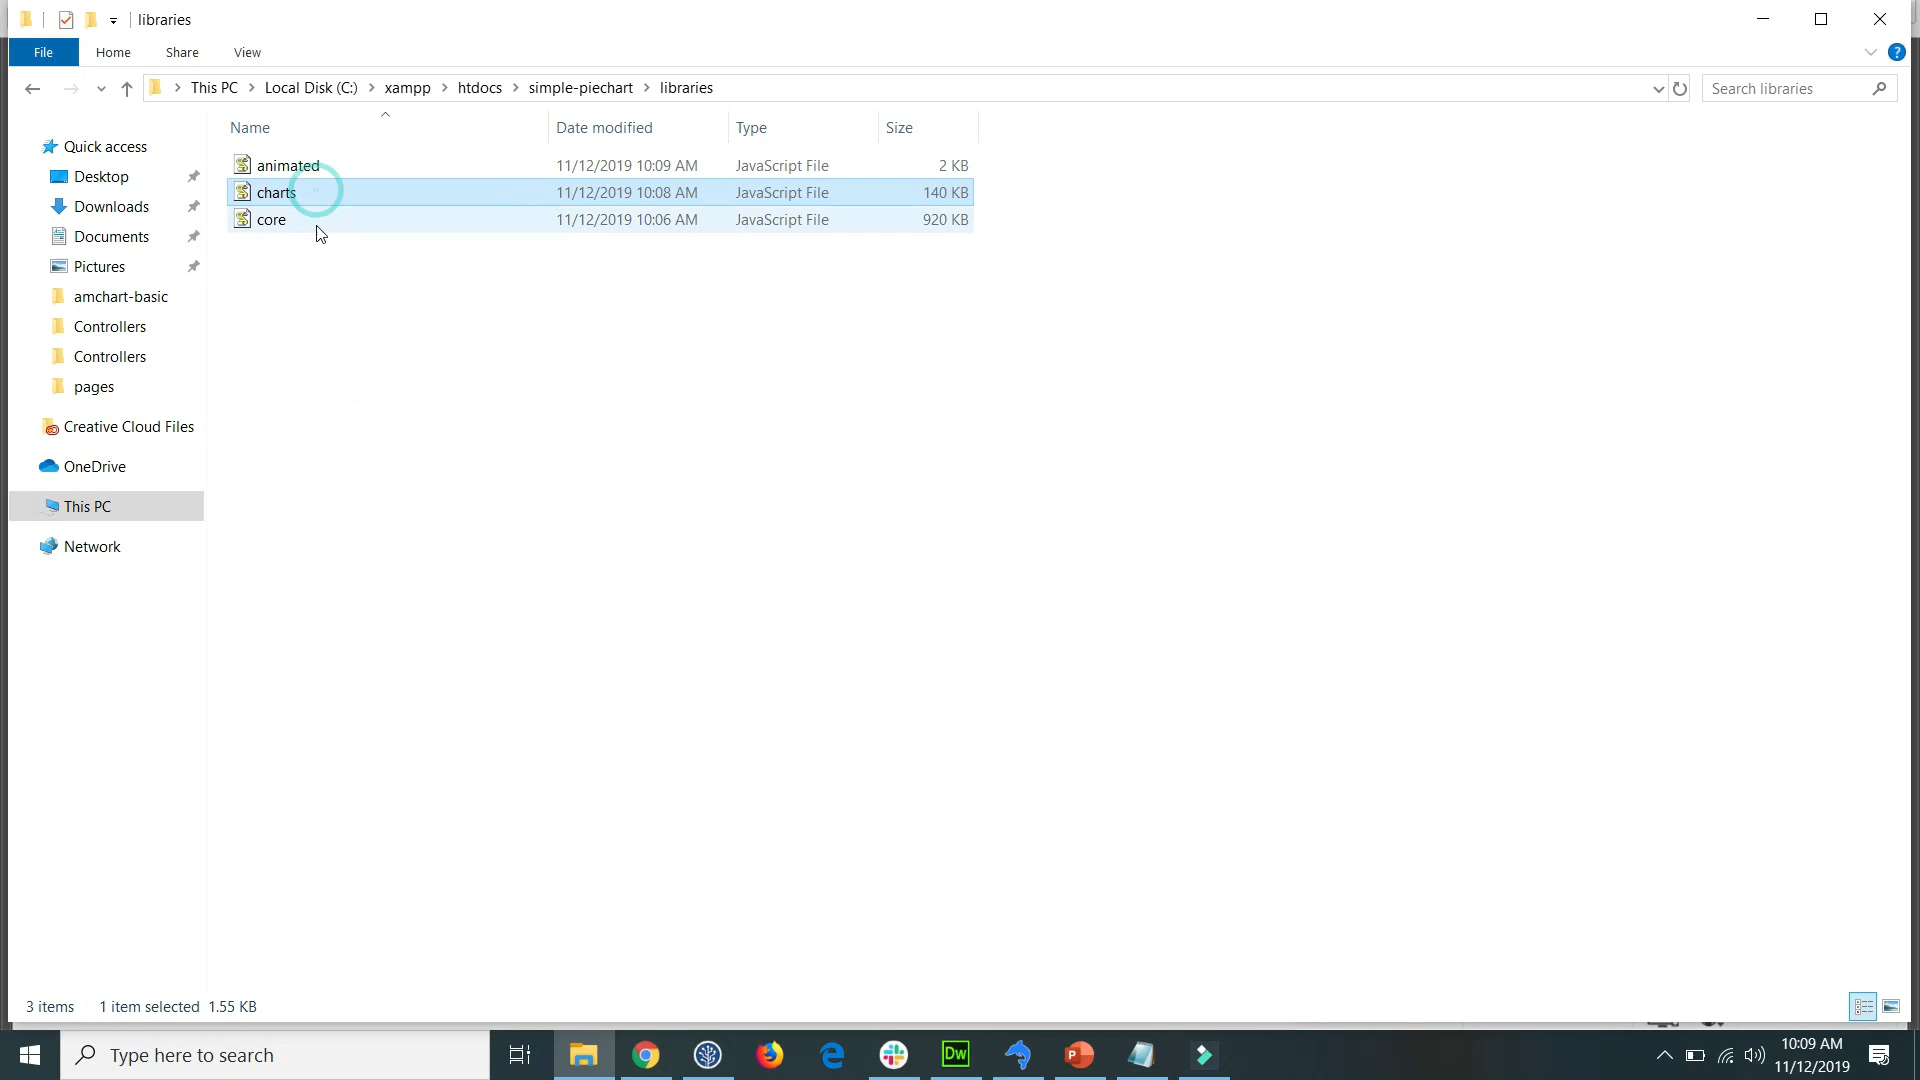 libraries
File Home Share View
This PC Local Disk (C:) xampp htdocs simple-piechart libraries
Search libraries
Name Date modified Type Size
animated 11/12/2019 10:09 AM JavaScript File 2 KB
charts 11/12/2019 10:08 AM JavaScript File 140 KB
core 11/12/2019 10:06 AM JavaScript File 920 KB
Quick access
Desktop
Downloads
Documents
Pictures
amchart-basic
Controllers
Controllers
pages
Creative Cloud Files
OneDrive
This PC
Network
3 items 1 item selected 1.55 KB
Type here to search
Dw
P
10:09 AM
11/12/2019